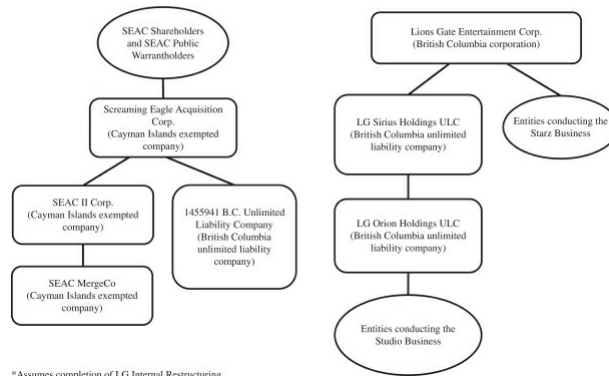 SEAC Shareholders
and SEAC Public
Warrantholders
Screaming Eagle Acquisition
Corp.
(Cayman Islands exempted
company)
SEAC II Corp.
(Cayman Islands exempted
company)
1455941 B.C. Unlimited
Liability Company
(British Columbia
unlimited liability
company)
SEAC MergeCo
(Cayman Islands exempted
company)
Lions Gate Entertainment Corp.
(British Columbia corporation)
LG Sirius Holdings ULC
(British Columbia unlimited
liability company)
Entities conducting the
Starz Business
LG Orion Holdings ULC
(British Columbia unlimited
liability company)
Entities conducting the
Studio Business
*Assumes completion of LG Internal Restructuring